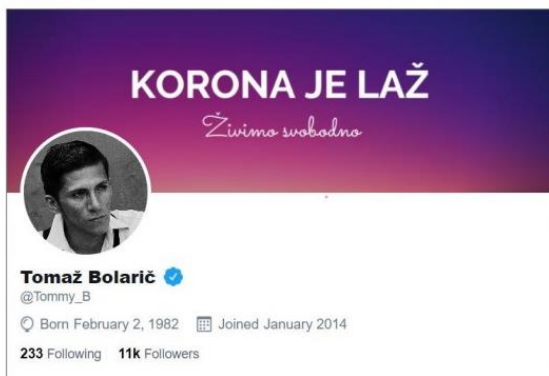 KORONA JE LAŽ
Živimo svobodno
Tomaž Bolarič
@Tommy_B
Born February 2, 1982 Joined January 2014
233 Following 11k Followers